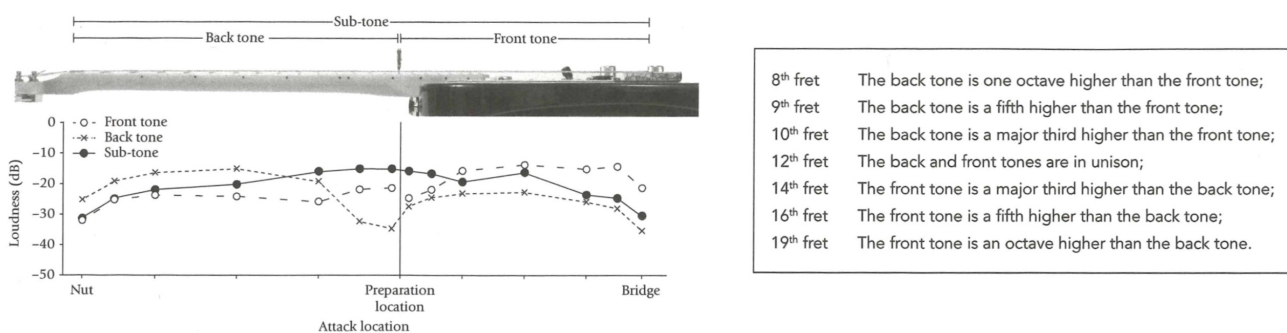 Sub-tone
Back tone
Front tone
0
-10
-20
-30
-40
-50
Loudness (dB)
- o - Front tone
--x-- Back tone
—●— Sub-tone
Nut
Preparation
location
Bridge
Attack location
8th fret The back tone is one octave higher than the front tone;
9th fret The back tone is a fifth higher than the front tone;
10th fret The back tone is a major third higher than the front tone;
12th fret The back and front tones are in unison;
14th fret The front tone is a major third higher than the back tone;
16th fret The front tone is a fifth higher than the back tone;
19th fret The front tone is an octave higher than the back tone.